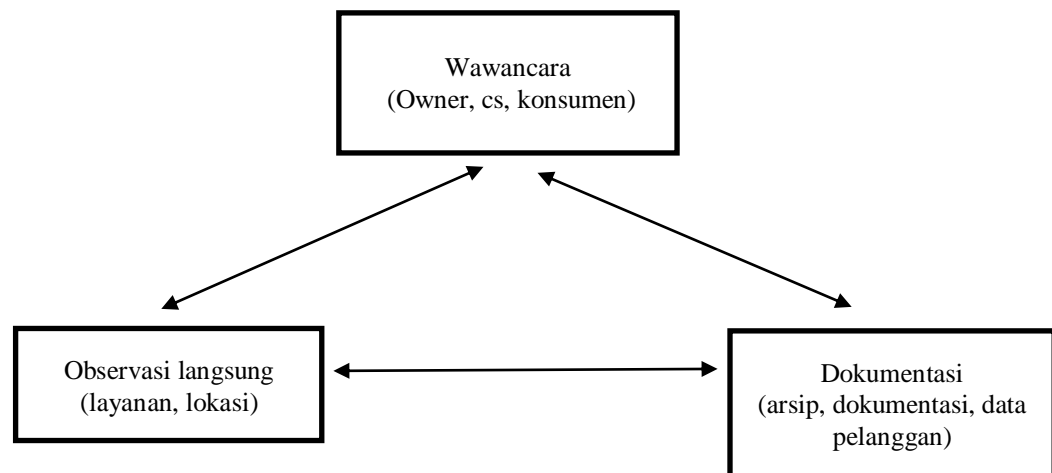 Wawancara
(Owner, cs, konsumen)
Observasi langsung
(layanan, lokasi)
Dokumentasi
(arsip, dokumentasi, data
pelanggan)